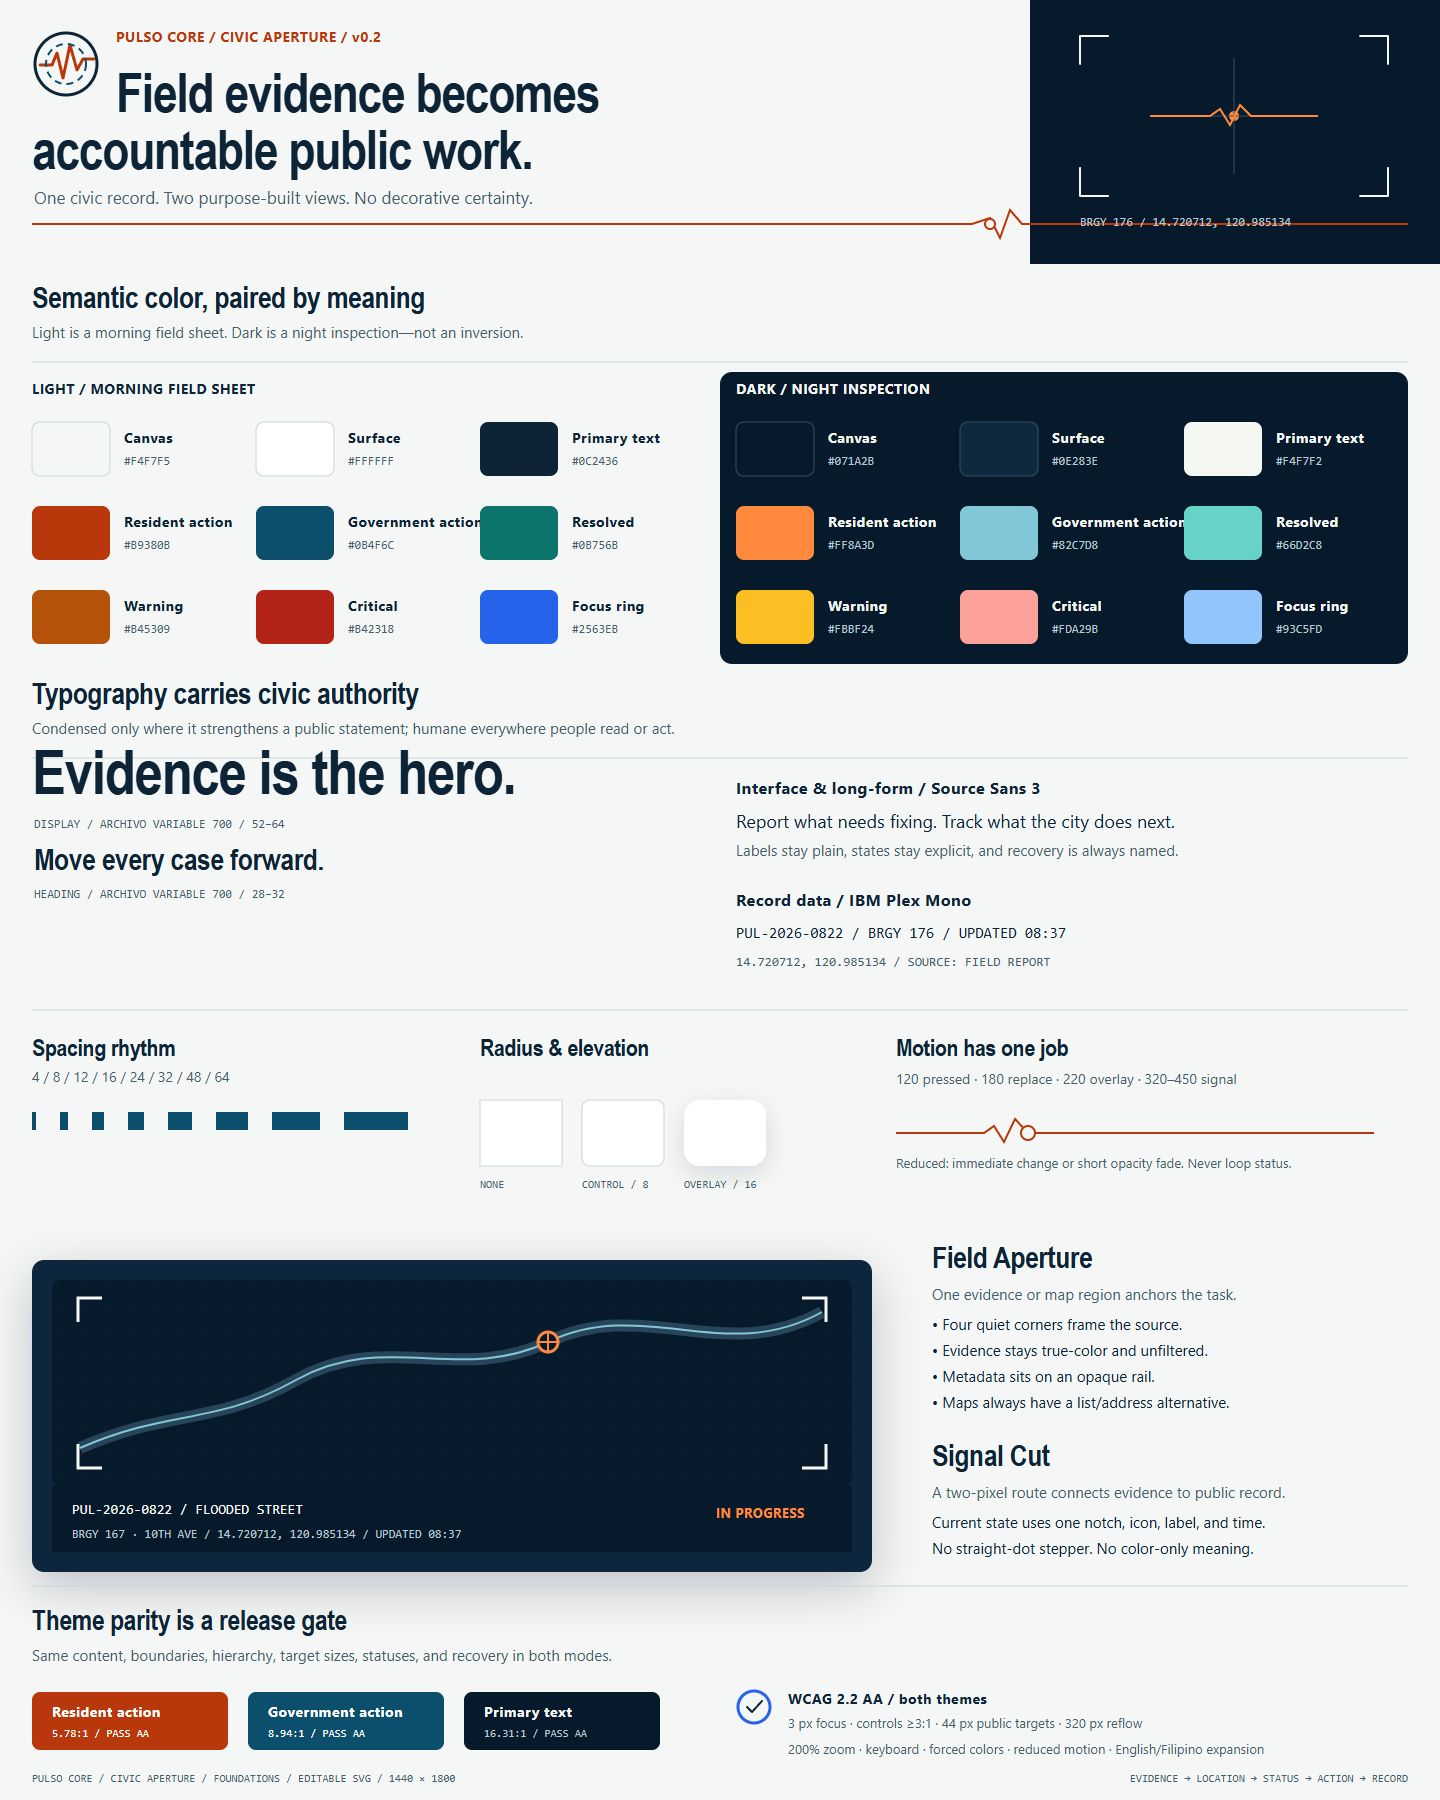 PULSO CORE / CIVIC APERTURE / v0.2
Field evidence becomes
accountable public work.
One civic record. Two purpose-built views. No decorative certainty.
BRGY 176 / 14.720712, 120.985134
Semantic color, paired by meaning
Light is a morning field sheet. Dark is a night inspection—not an inversion.
LIGHT / MORNING FIELD SHEET
Canvas
#F4F7F5
Surface
#FFFFFF
Primary text
#0C2436
Resident action
#B9380B
Government action
#0B4F6C
Resolved
#0B756B
Warning
#B45309
Critical
#B42318
Focus ring
#2563EB
DARK / NIGHT INSPECTION
Canvas
#071A2B
Surface
#0E283E
Primary text
#F4F7F2
Resident action
#FF8A3D
Government action
#82C7D8
Resolved
#66D2C8
Warning
#FBBF24
Critical
#FDA29B
Focus ring
#93C5FD
Typography carries civic authority
Condensed only where it strengthens a public statement; humane everywhere people read or act.
Evidence is the hero.
DISPLAY / ARCHIVO VARIABLE 700 / 52–64
Move every case forward.
HEADING / ARCHIVO VARIABLE 700 / 28–32
Interface & long-form / Source Sans 3
Report what needs fixing. Track what the city does next.
Labels stay plain, states stay explicit, and recovery is always named.
Record data / IBM Plex Mono
PUL-2026-0822 / BRGY 176 / UPDATED 08:37
14.720712, 120.985134 / SOURCE: FIELD REPORT
Spacing rhythm
4 / 8 / 12 / 16 / 24 / 32 / 48 / 64
Radius & elevation
NONE
CONTROL / 8
OVERLAY / 16
Motion has one job
120 pressed · 180 replace · 220 overlay · 320–450 signal
Reduced: immediate change or short opacity fade. Never loop status.
PUL-2026-0822 / FLOODED STREET
BRGY 167 · 10TH AVE / 14.720712, 120.985134 / UPDATED 08:37
IN PROGRESS
Field Aperture
One evidence or map region anchors the task.
• Four quiet corners frame the source.
• Evidence stays true-color and unfiltered.
• Metadata sits on an opaque rail.
• Maps always have a list/address alternative.
Signal Cut
A two-pixel route connects evidence to public record.
Current state uses one notch, icon, label, and time.
No straight-dot stepper. No color-only meaning.
Theme parity is a release gate
Same content, boundaries, hierarchy, target sizes, statuses, and recovery in both modes.
Resident action
5.78:1 / PASS AA
Government action
8.94:1 / PASS AA
Primary text
16.31:1 / PASS AA
WCAG 2.2 AA / both themes
3 px focus · controls ≥3:1 · 44 px public targets · 320 px reflow
200% zoom · keyboard · forced colors · reduced motion · English/Filipino expansion
PULSO CORE / CIVIC APERTURE / FOUNDATIONS / EDITABLE SVG / 1440 × 1800
EVIDENCE → LOCATION → STATUS → ACTION → RECORD